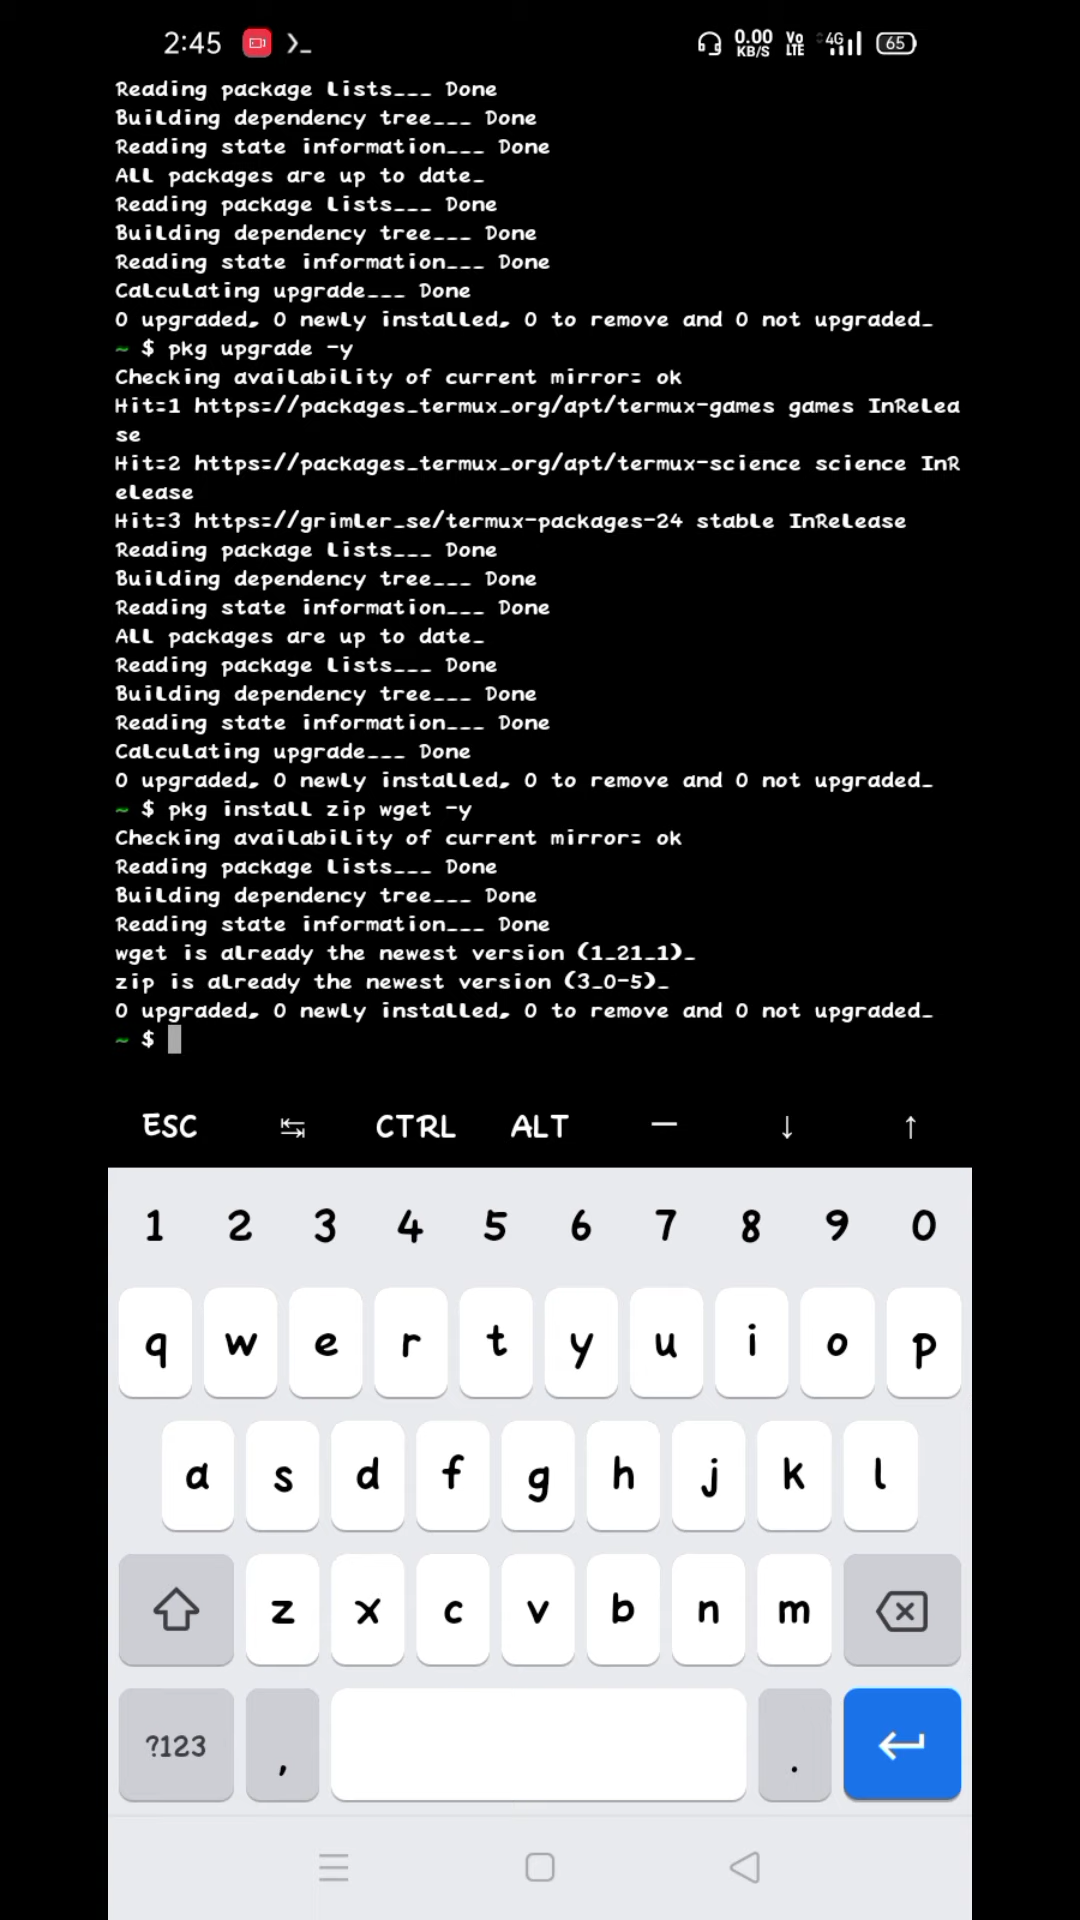 2:45 0.00 KB/S Vo LTE 4G 65
Reading package lists... Done
Building dependency tree... Done
Reading state information... Done
All packages are up to date.
Reading package lists... Done
Building dependency tree... Done
Reading state information... Done
Calculating upgrade... Done
0 upgraded, 0 newly installed, 0 to remove and 0 not upgraded.
~ $ pkg upgrade -y
Checking availability of current mirror: ok
Hit:1 https://packages.termux.org/apt/termux-games games InRelea
se
Hit:2 https://packages.termux.org/apt/termux-science science InR
elease
Hit:3 https://grimler.se/termux-packages-24 stable InRelease
Reading package lists... Done
Building dependency tree... Done
Reading state information... Done
All packages are up to date.
Reading package lists... Done
Building dependency tree... Done
Reading state information... Done
Calculating upgrade... Done
0 upgraded, 0 newly installed, 0 to remove and 0 not upgraded.
~ $ pkg install zip wget -y
Checking availability of current mirror: ok
Reading package lists... Done
Building dependency tree... Done
Reading state information... Done
wget is already the newest version (1.21.1).
zip is already the newest version (3.0-5).
0 upgraded, 0 newly installed, 0 to remove and 0 not upgraded.
~ $
ESC ↹ CTRL ALT — ↓ ↑
1 2 3 4 5 6 7 8 9 0
q w e r t y u i o p
a s d f g h j k l
z x c v b n m
?123 , .